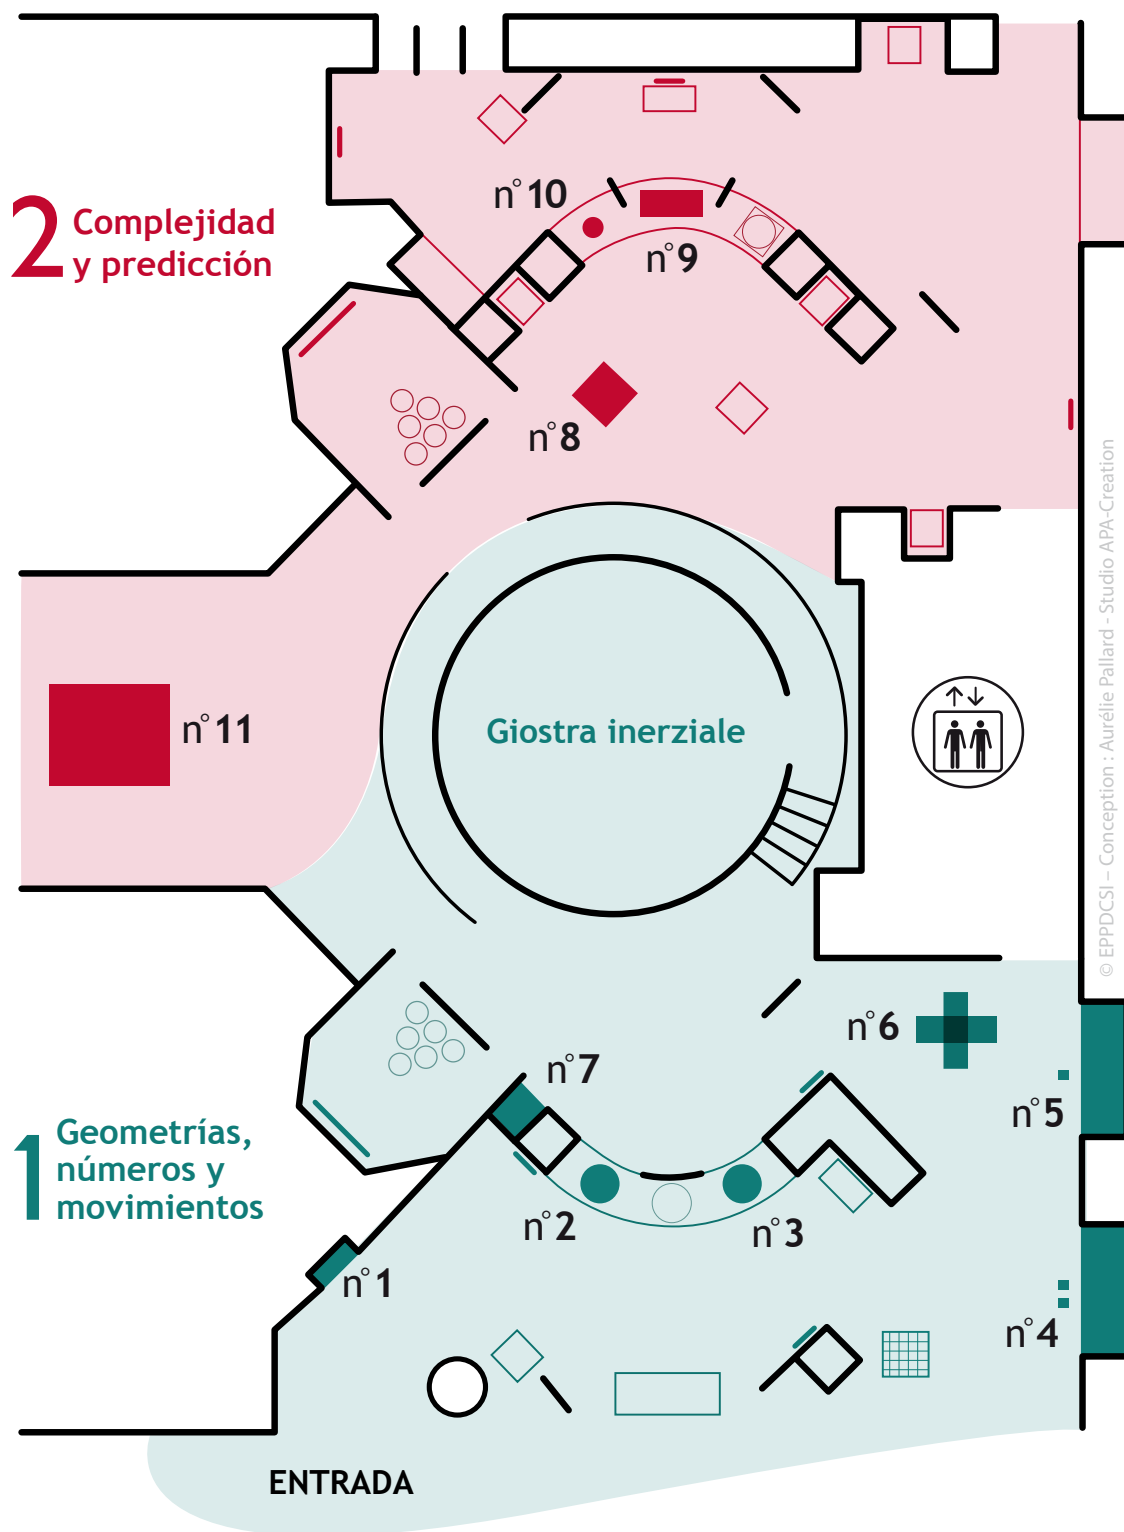 n°10
2 Complejidad
y predicción
n°9
n°8
n°11
Giostra inerziale
n°6
n°7
n°5
1 Geometrías,
números y
movimientos
n°2
n°3
n°1
n°4
ENTRADA
© EPPDCSI – Conception : Aurélie Pallard - Studio APA-Creation